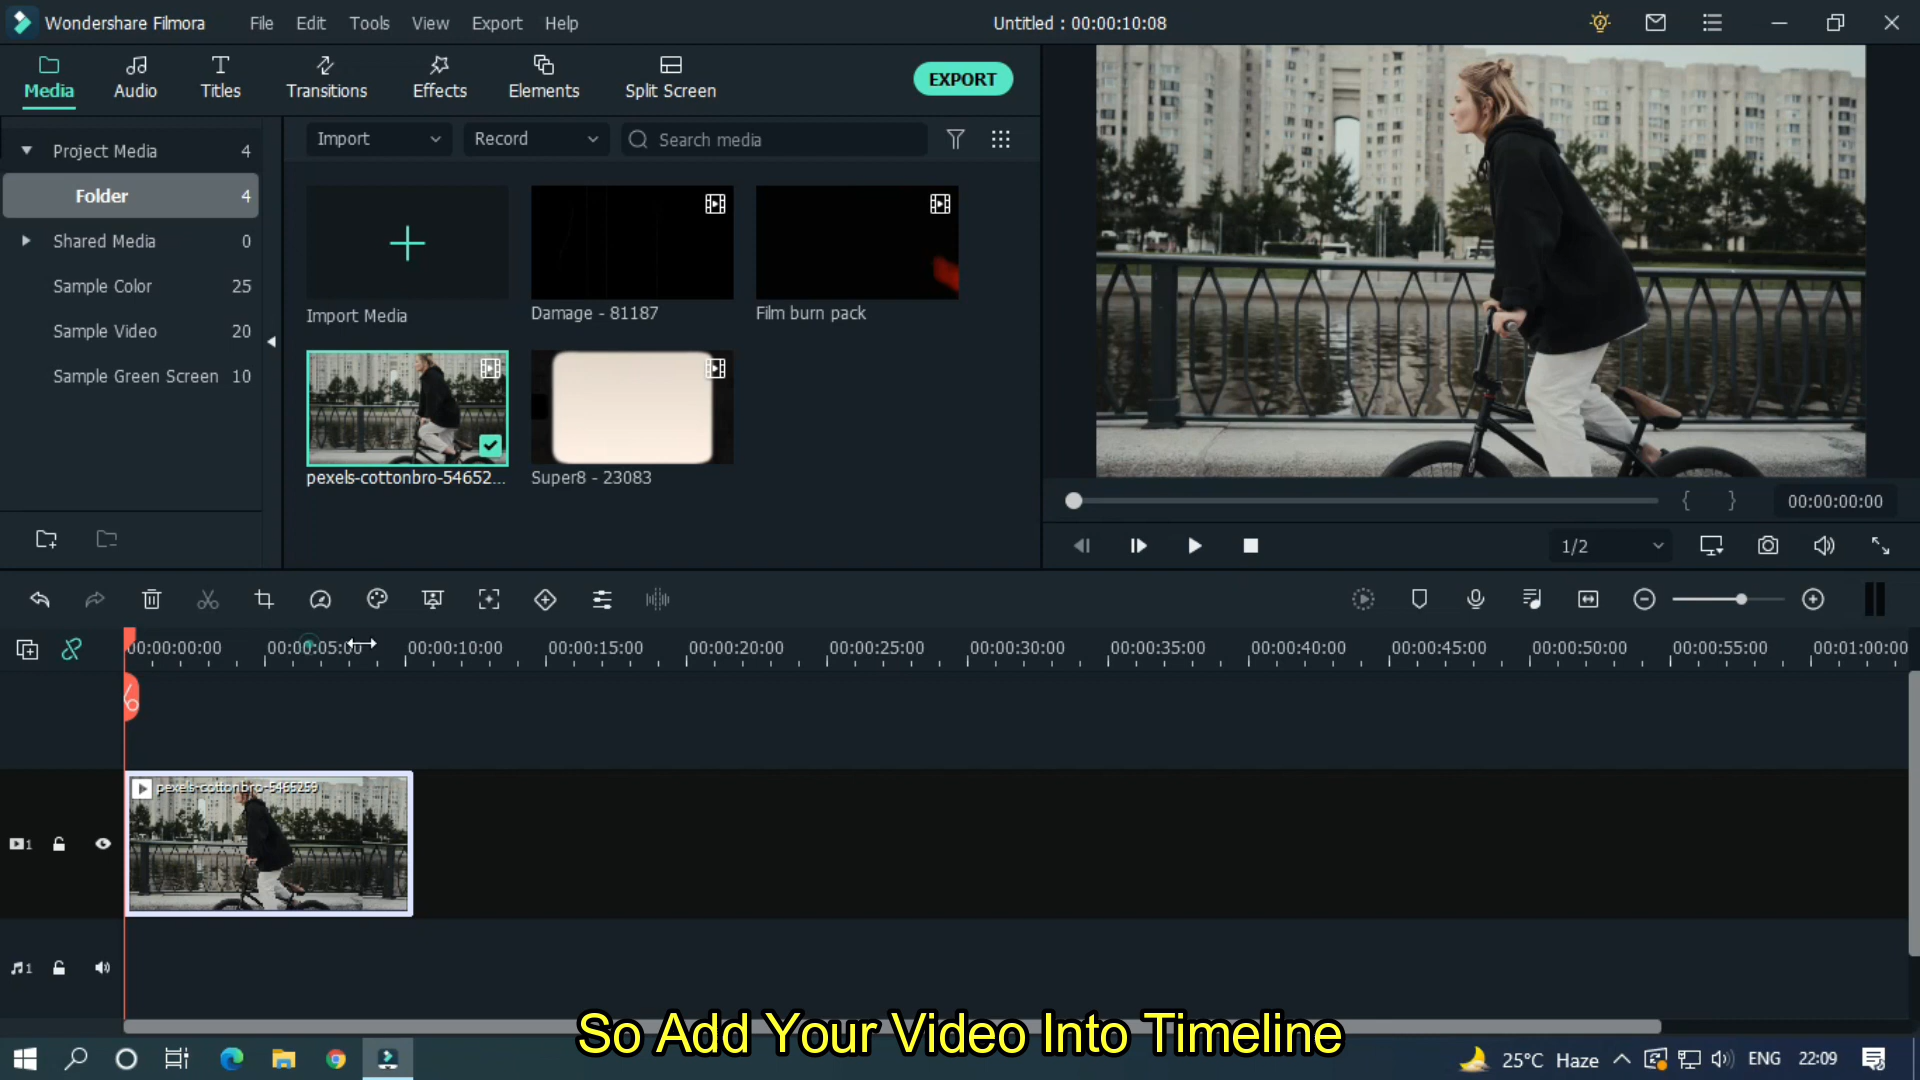 Wondershare Filmora File Edit Tools View Export Help Untitled : 00:00:10:08
Media Audio Titles Transitions Effects Elements Split Screen EXPORT
Project Media 4
Folder 4
Shared Media 0
Sample Color 25
Sample Video 20
Sample Green Screen 10
Import Record Search media
Import Media
Damage - 81187
Film burn pack
pexels-cottonbro-54652...
Super8 - 23083
{ } 00:00:00:00
1/2
00:00:00:00 00:00:05:00 00:00:10:00 00:00:15:00 00:00:20:00 00:00:25:00 00:00:30:00 00:00:35:00 00:00:40:00 00:00:45:00 00:00:50:00 00:00:55:00 00:01:00:00
pexels-cottonbro-5465259
1
1
So Add Your Video Into Timeline
25°C Haze ENG 22:09